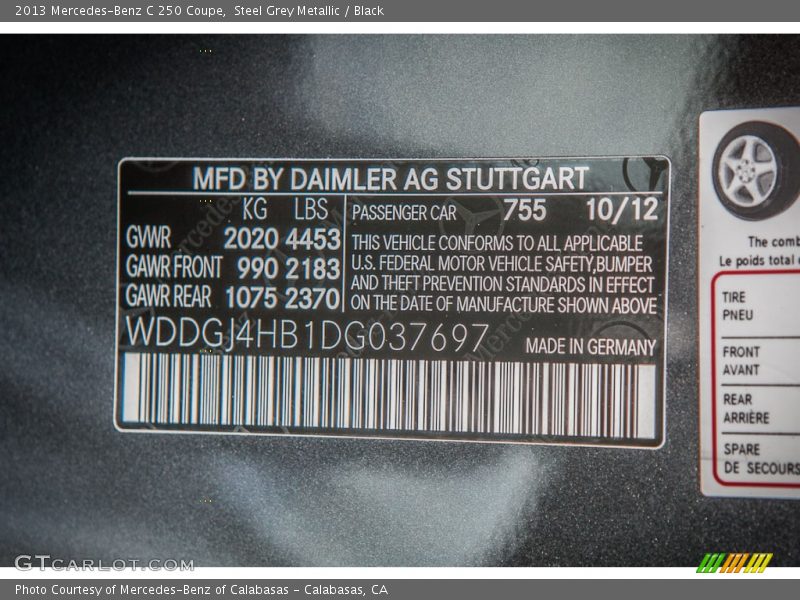 2013 Mercedes-Benz C 250 Coupe,  Steel Grey Metallic / Black
MFD BY DAIMLER AG STUTTGART
KG LBS
GVWR 2020 4453
GAWR FRONT 990 2183
GAWR REAR 1075 2370
PASSENGER CAR 755 10/12
THIS VEHICLE CONFORMS TO ALL APPLICABLE
U.S. FEDERAL MOTOR VEHICLE SAFETY,BUMPER
AND THEFT PREVENTION STANDARDS IN EFFECT
ON THE DATE OF MANUFACTURE SHOWN ABOVE
WDDGJ4HB1DG037697
MADE IN GERMANY
The comb
Le poids total
TIRE
PNEU
FRONT
AVANT
REAR
ARRIÈRE
SPARE
DE SECOURS
GTCARLOT.COM
Photo Courtesy of Mercedes-Benz of Calabasas - Calabasas, CA